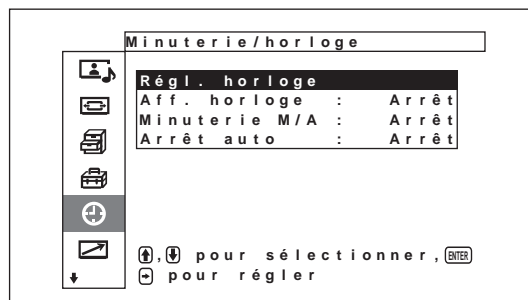 Minuterie/horloge
Régl. horloge
Aff. horloge : Arrêt
Minuterie M/A : Arrêt
Arrêt auto : Arrêt
, pour sélectionner, ENTER
pour régler